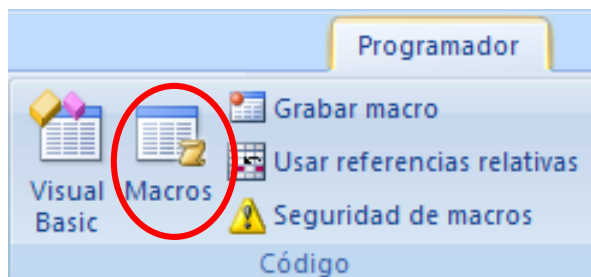 Programador
Visual
Basic
Macros
Grabar macro
Usar referencias relativas
Seguridad de macros
Código